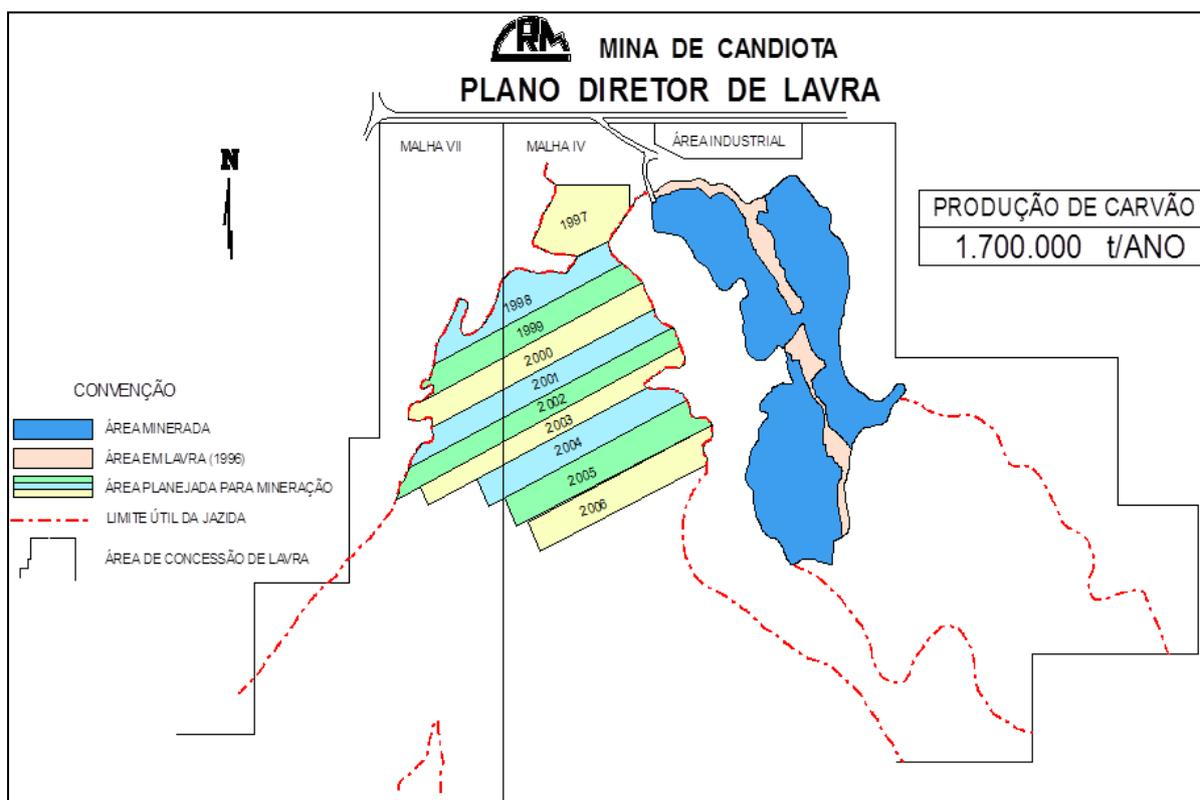 CRM
MINA DE CANDIOTA
PLANO DIRETOR DE LAVRA
MALHA VII
MALHA IV
ÁREA INDUSTRIAL
N
PRODUÇÃO DE CARVÃO
1.700.000 t/ANO
1997
1998
1999
2000
2001
2002
2003
2004
2005
2006
CONVENÇÃO
ÁREA MINERADA
ÁREA EM LAVRA (1996)
ÁREA PLANEJADA PARA MINERAÇÃO
LIMITE ÚTIL DA JAZIDA
ÁREA DE CONCESSÃO DE LAVRA